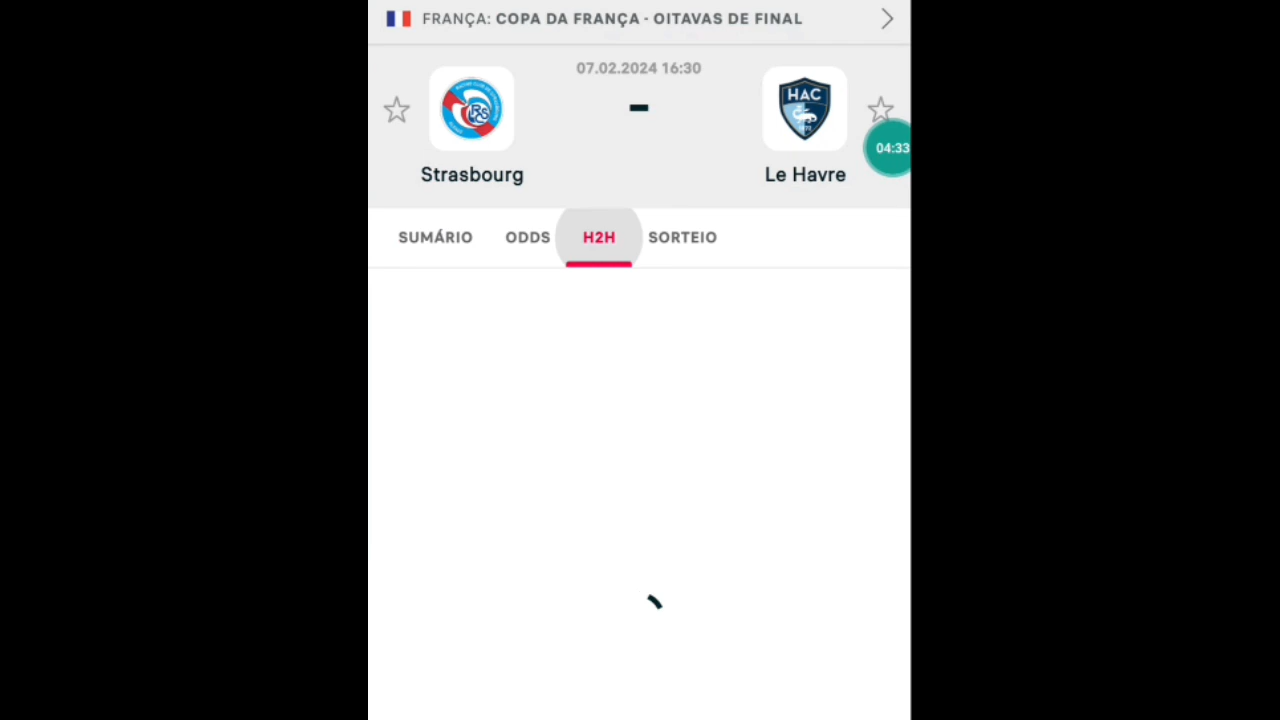 FRANÇA: COPA DA FRANÇA - OITAVAS DE FINAL
07.02.2024 16:30
-
HAC
RCS
Strasbourg
Le Havre
04:33
SUMÁRIO ODDS H2H SORTEIO